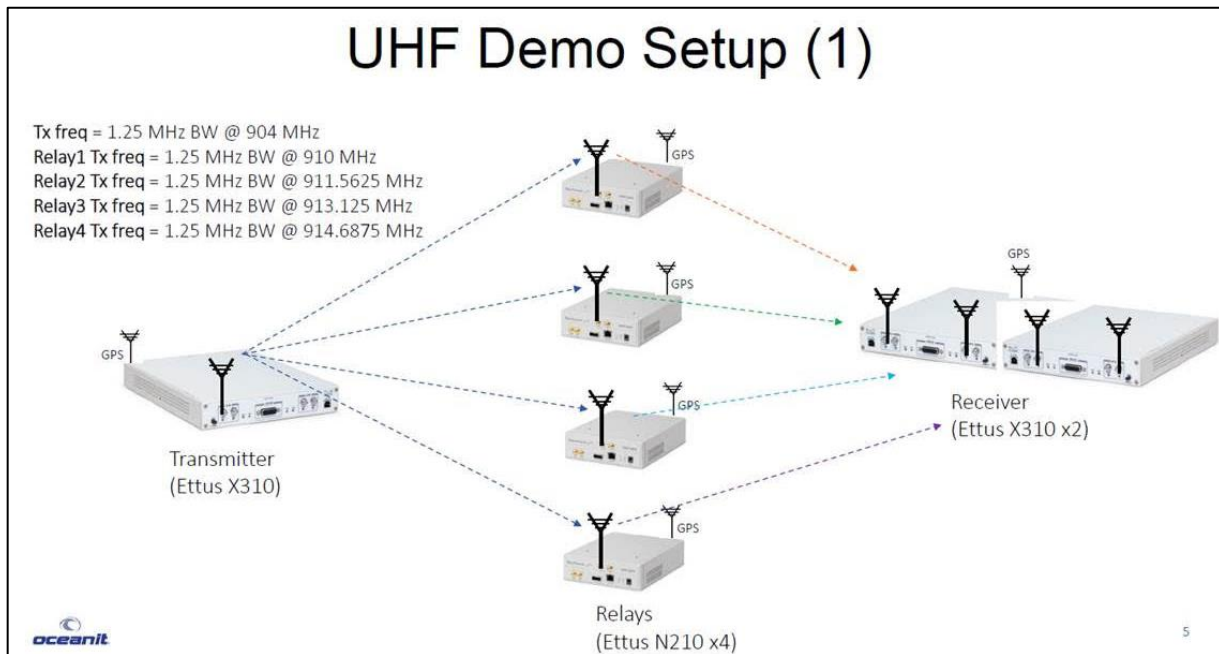 UHF Demo Setup (1)
Tx freq = 1.25 MHz BW @ 904 MHz
Relay1 Tx freq = 1.25 MHz BW @ 910 MHz
Relay2 Tx freq = 1.25 MHz BW @ 911.5625 MHz
Relay3 Tx freq = 1.25 MHz BW @ 913.125 MHz
Relay4 Tx freq = 1.25 MHz BW @ 914.6875 MHz
GPS
GPS
GPS
GPS
GPS
GPS
Transmitter
(Ettus X310)
Receiver
(Ettus X310 x2)
Relays
(Ettus N210 x4)
oceanit
5